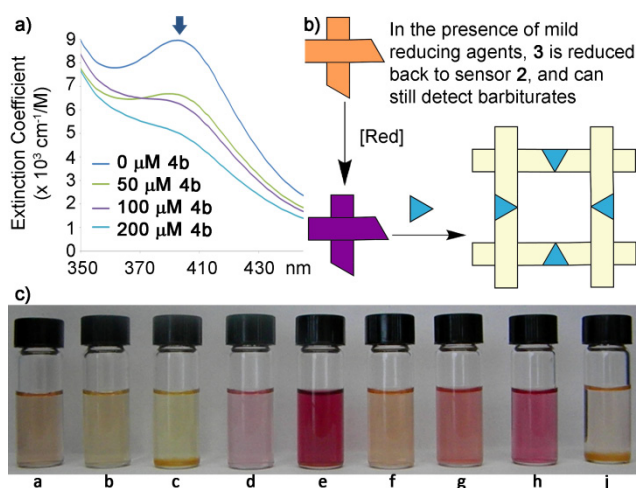 a)
Extinction Coefficient
(x 10³ cm⁻¹/M)
9
8
7
6
5
4
3
2
1
0
0 μM 4b
50 μM 4b
100 μM 4b
200 μM 4b
350
370
390
410
430
nm
b)
In the presence of mild
reducing agents, 3 is reduced
back to sensor 2, and can
still detect barbiturates
[Red]
c)
a b c d e f g h i